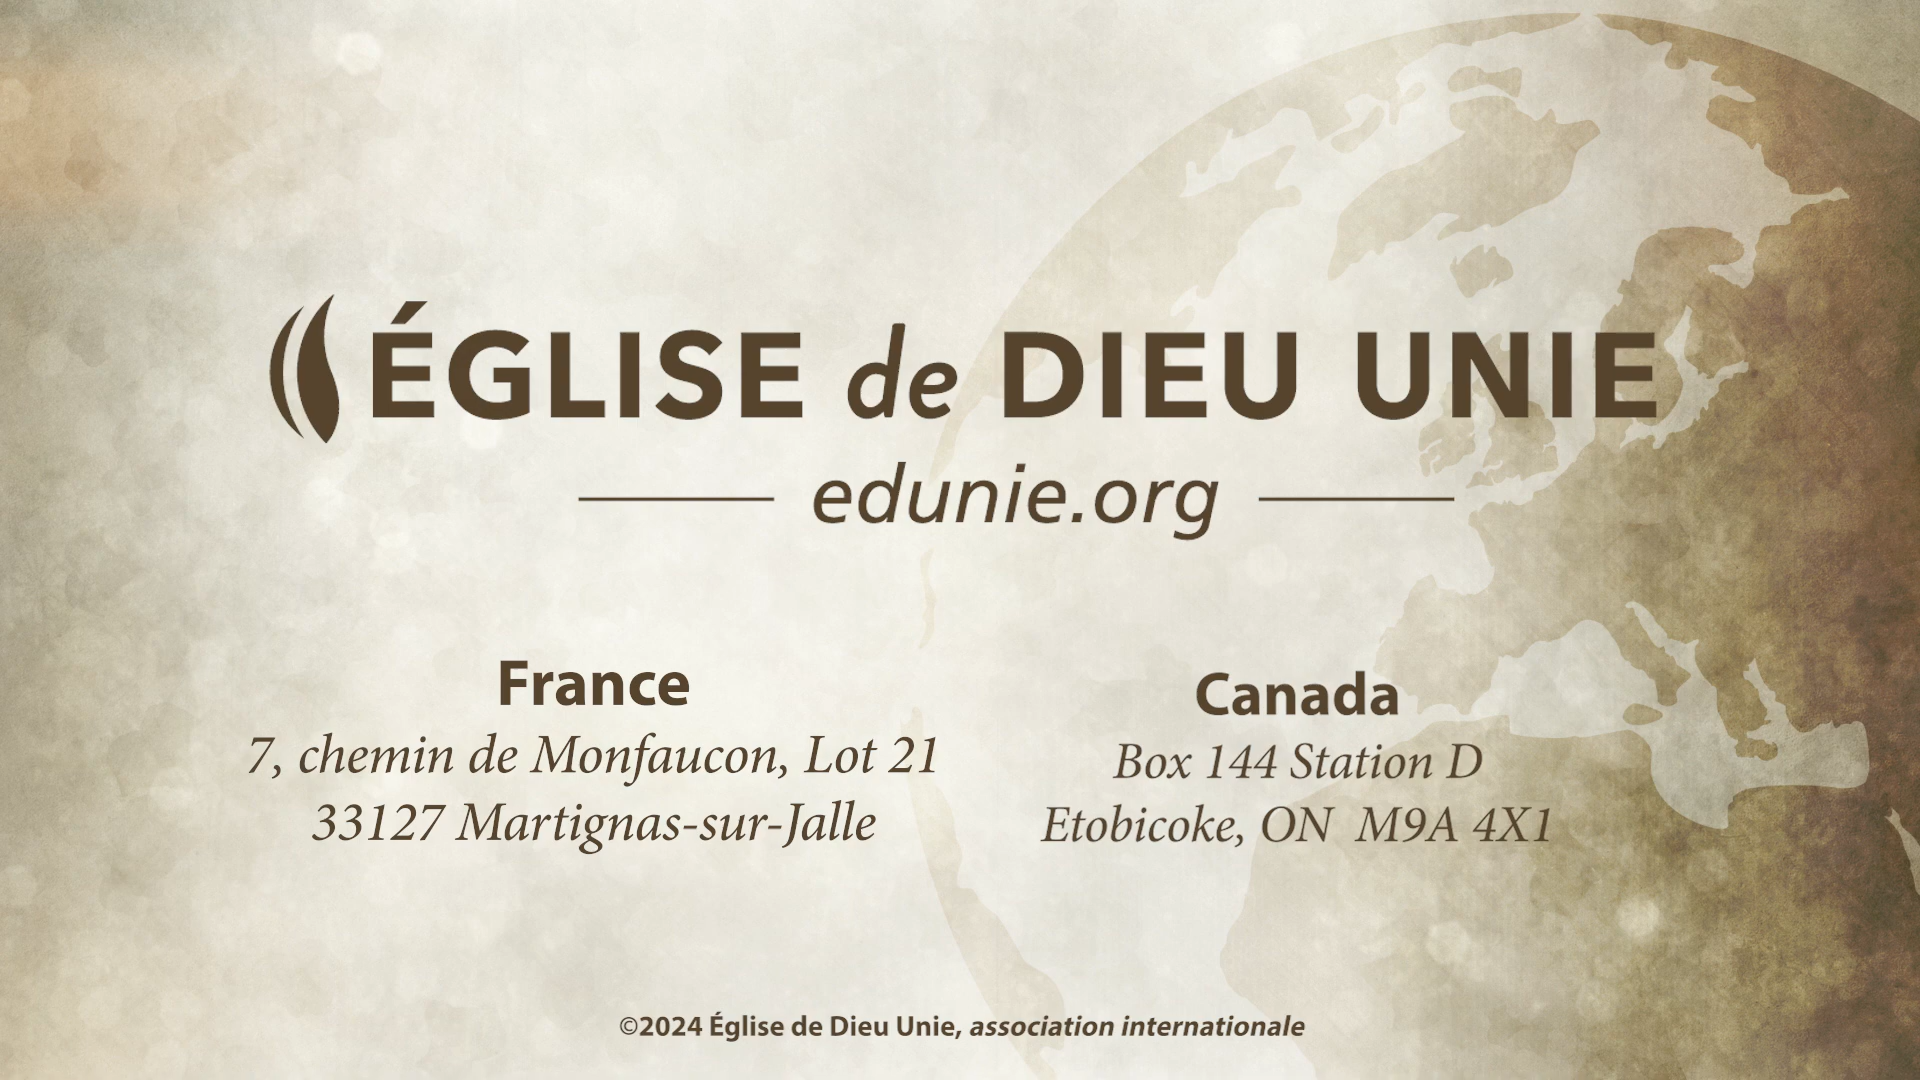 ÉGLISE de DIEU UNIE
edunie.org
France
7, chemin de Monfaucon, Lot 21
33127 Martignas-sur-Jalle
Canada
Box 144 Station D
Etobicoke, ON M9A 4X1
©2024 Église de Dieu Unie, association internationale